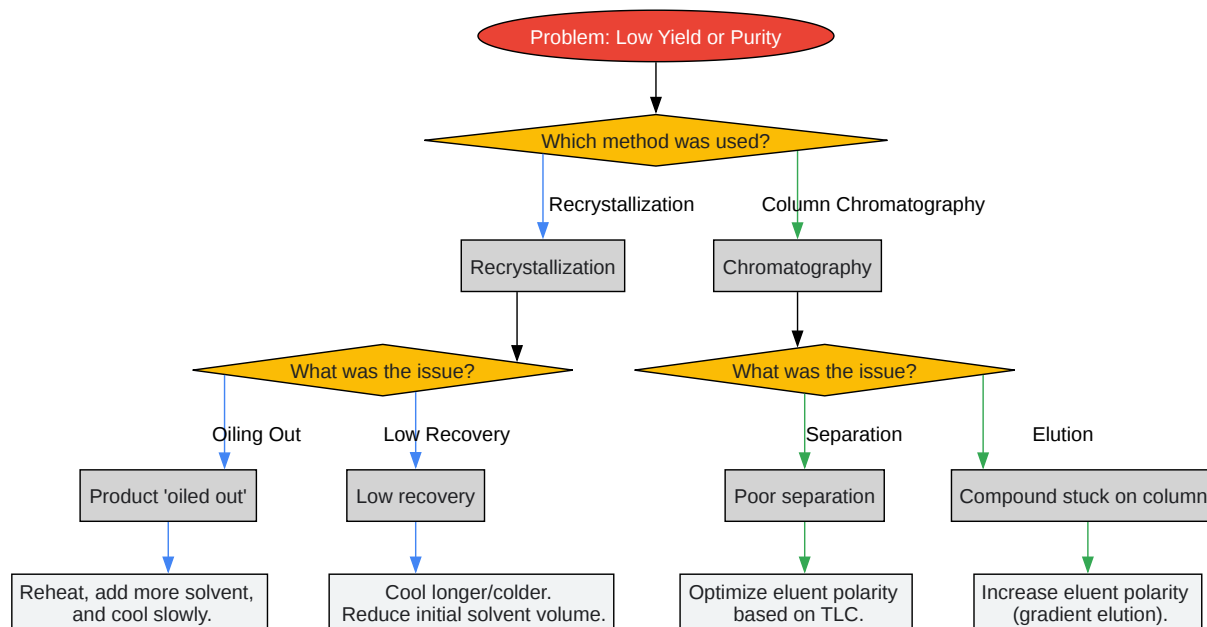 Problem: Low Yield or Purity
Which method was used?
Recrystallization
Column Chromatography
Recrystallization
Chromatography
What was the issue?
What was the issue?
Oiling Out
Low Recovery
Separation
Elution
Product 'oiled out'
Low recovery
Poor separation
Compound stuck on column
Reheat, add more solvent,
and cool slowly.
Cool longer/colder.
Reduce initial solvent volume.
Optimize eluent polarity
based on TLC.
Increase eluent polarity
(gradient elution).